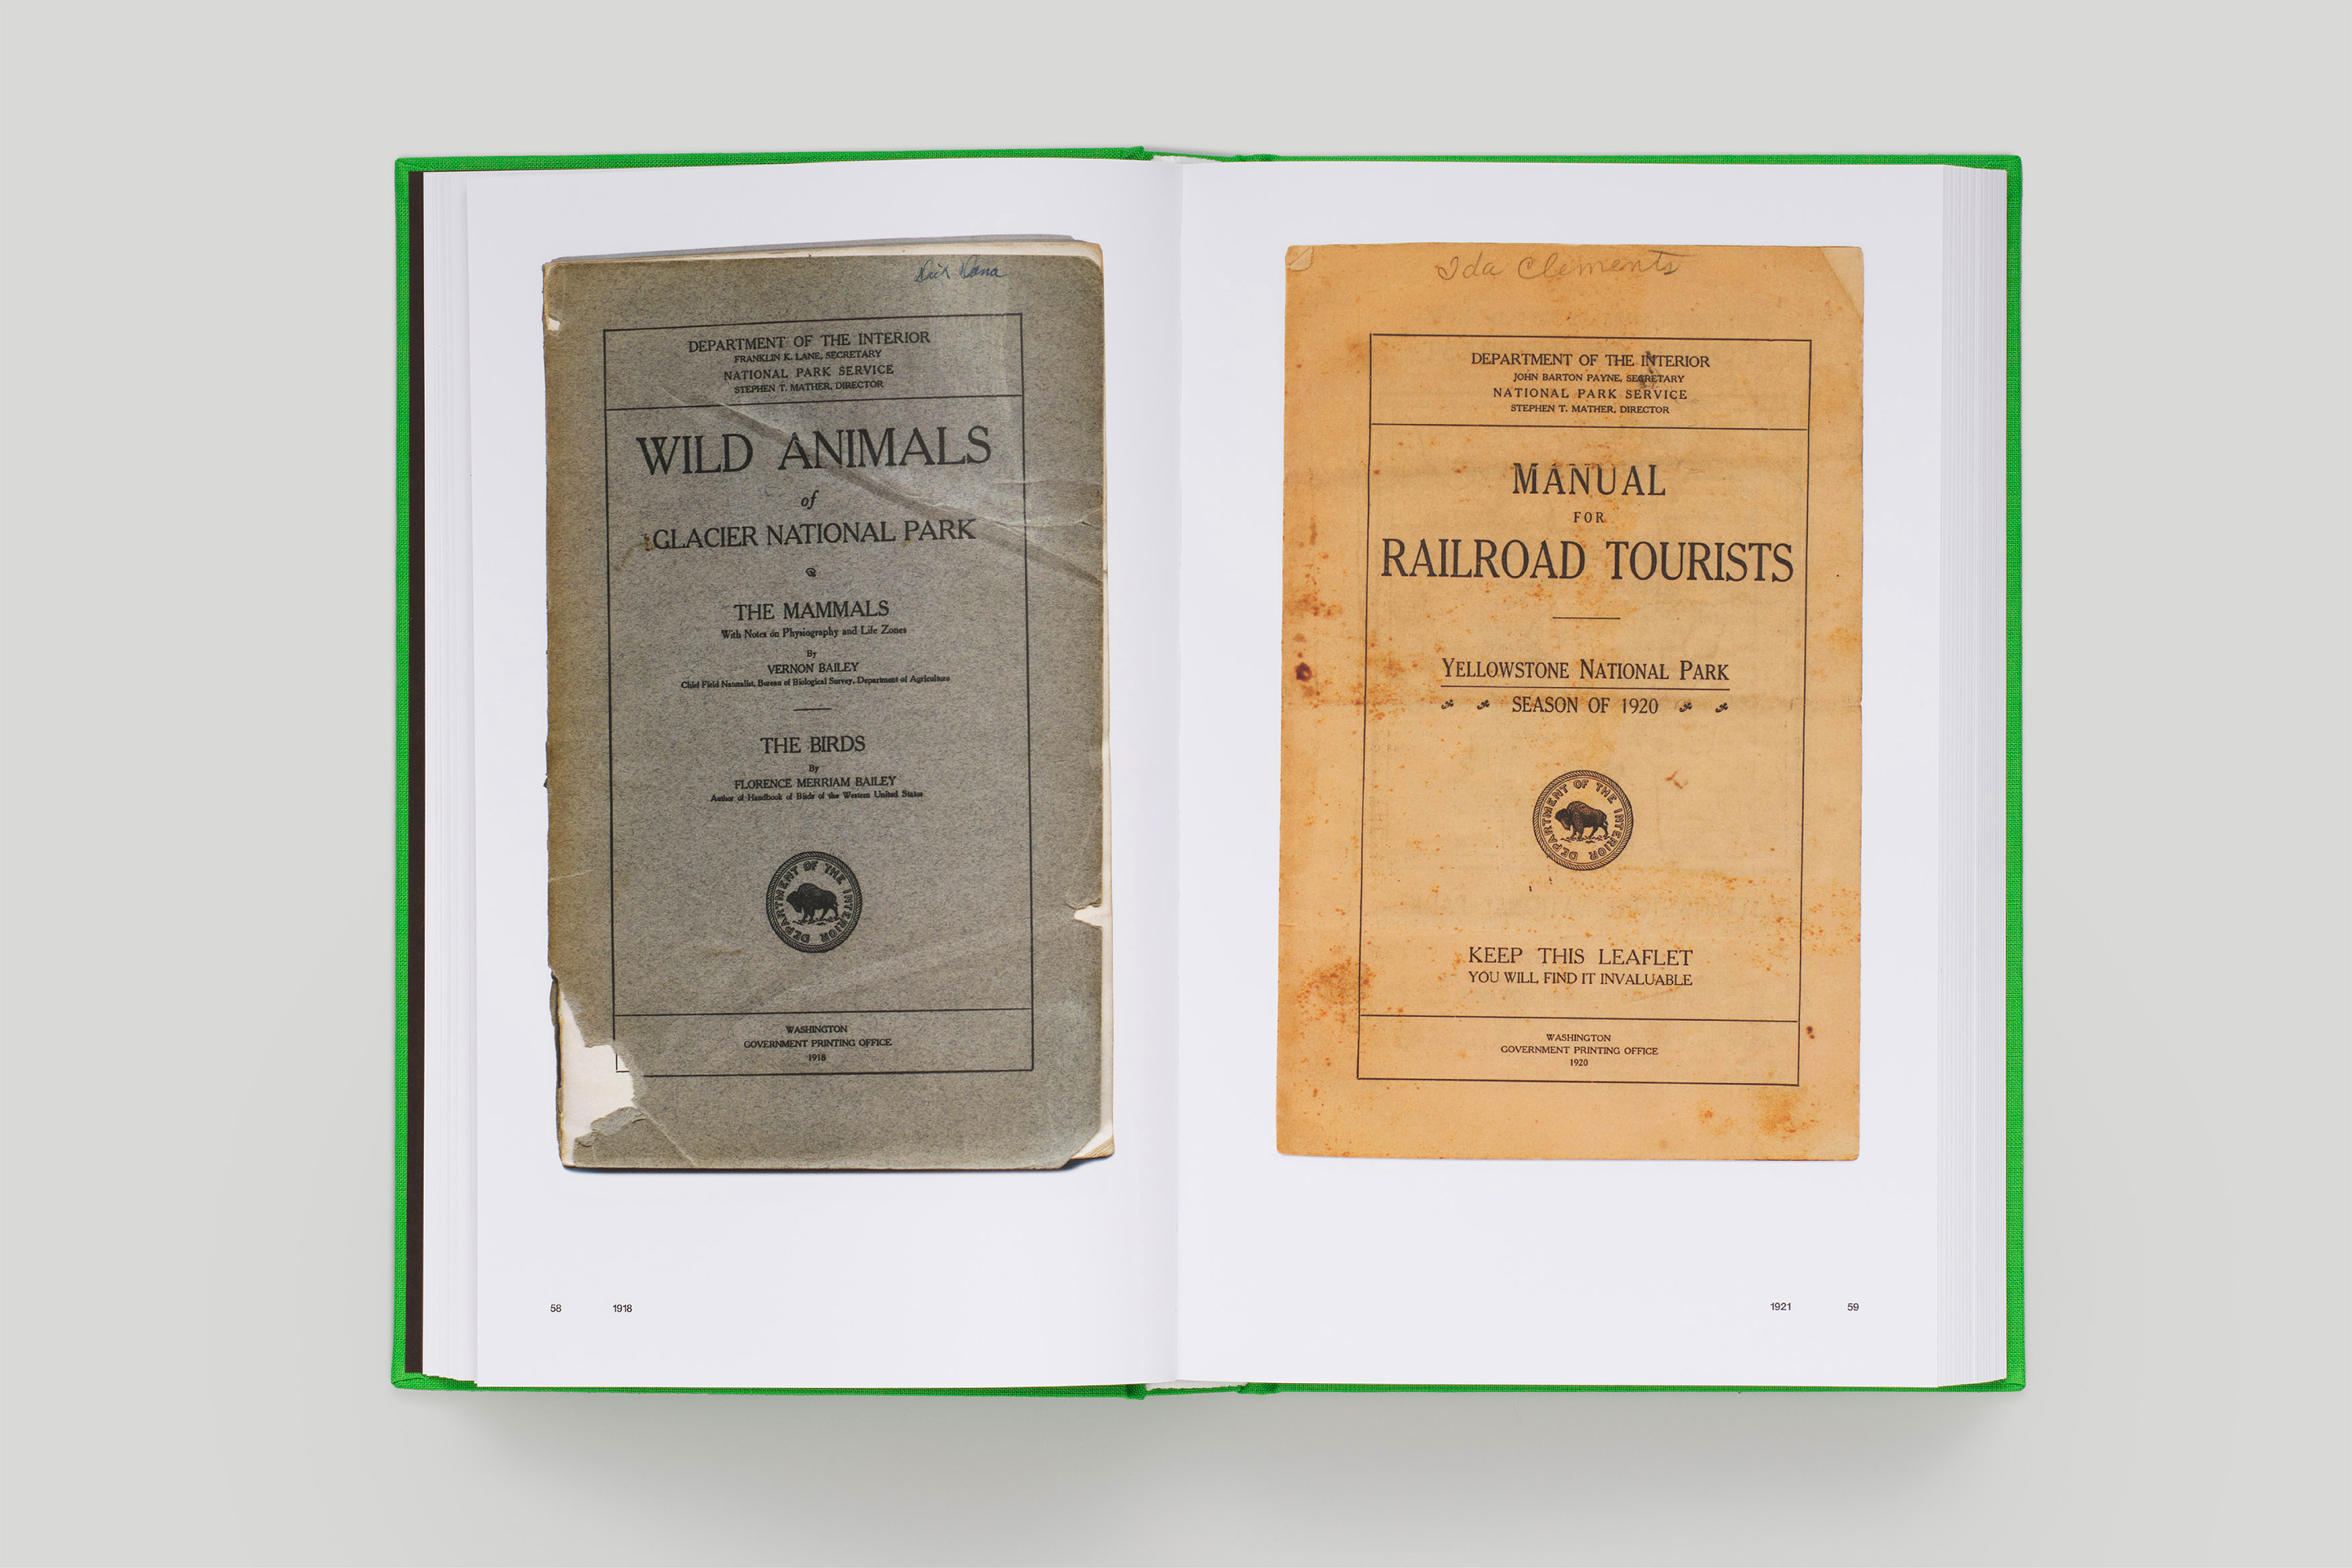 Dick Dana
DEPARTMENT OF THE INTERIOR
FRANKLIN K. LANE, SECRETARY
NATIONAL PARK SERVICE
STEPHEN T. MATHER, DIRECTOR
WILD ANIMALS
of
GLACIER NATIONAL PARK
THE MAMMALS
With Notes on Physiography and Life Zones
By
VERNON BAILEY
Chief Field Naturalist, Bureau of Biological Survey, Department of Agriculture
THE BIRDS
By
FLORENCE MERRIAM BAILEY
Author of Handbook of Birds of the Western United States
DEPARTMENT OF THE INTERIOR
WASHINGTON
GOVERNMENT PRINTING OFFICE
1918
58 1918
Ida Clements
DEPARTMENT OF THE INTERIOR
JOHN BARTON PAYNE, SECRETARY
NATIONAL PARK SERVICE
STEPHEN T. MATHER, DIRECTOR
MANUAL
FOR
RAILROAD TOURISTS
YELLOWSTONE NATIONAL PARK
SEASON OF 1920
DEPARTMENT OF THE INTERIOR
KEEP THIS LEAFLET
YOU WILL FIND IT INVALUABLE
WASHINGTON
GOVERNMENT PRINTING OFFICE
1920
1921 59